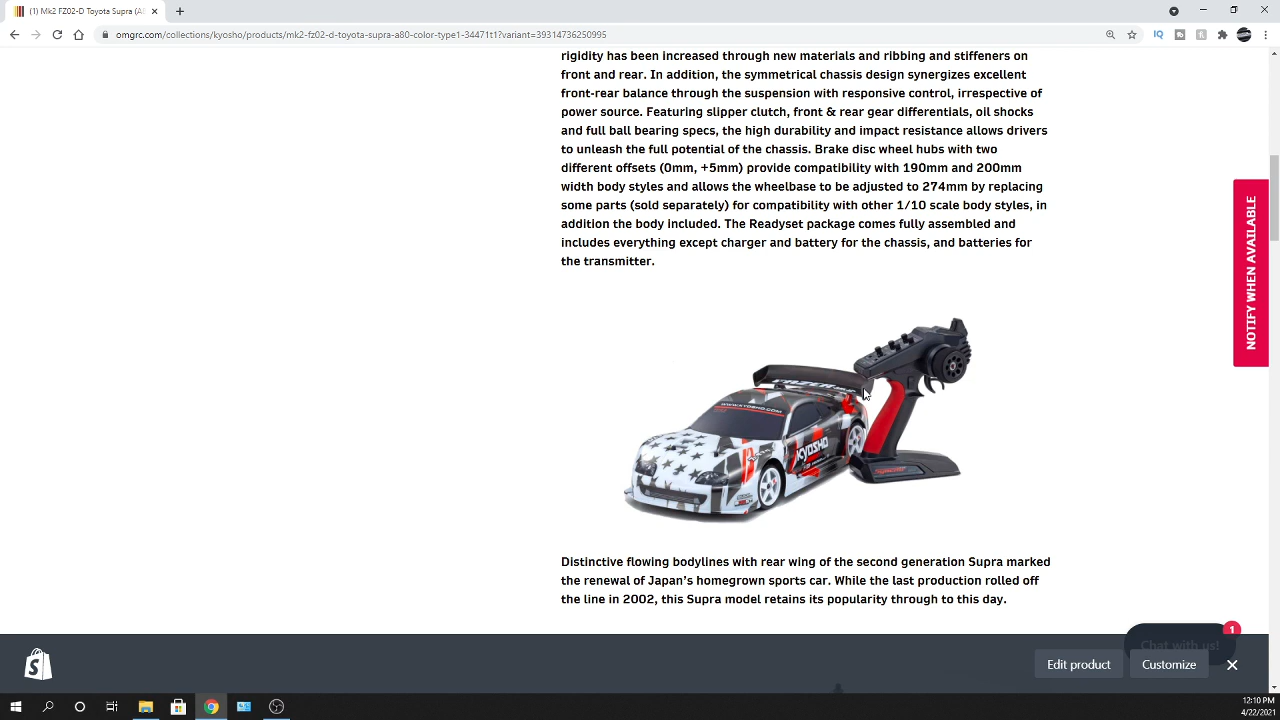 (1) Mk2 FZ02-D Toyota Supra (A8
omgrc.com/collections/kyosho/products/mk2-fz02-d-toyota-supra-a80-color-type1-34471t1?variant=39314736250995
IQ
rigidity has been increased through new materials and ribbing and stiffeners on
front and rear. In addition, the symmetrical chassis design synergizes excellent
front-rear balance through the suspension with responsive control, irrespective of
power source. Featuring slipper clutch, front & rear gear differentials, oil shocks
and full ball bearing specs, the high durability and impact resistance allows drivers
to unleash the full potential of the chassis. Brake disc wheel hubs with two
different offsets (0mm, +5mm) provide compatibility with 190mm and 200mm
width body styles and allows the wheelbase to be adjusted to 274mm by replacing
some parts (sold separately) for compatibility with other 1/10 scale body styles, in
addition the body included. The Readyset package comes fully assembled and
includes everything except charger and battery for the chassis, and batteries for
the transmitter.
NOTIFY WHEN AVAILABLE
FAZER
WWW.KYOSHO.COM
KYOSHO
Distinctive flowing bodylines with rear wing of the second generation Supra marked
the renewal of Japan's homegrown sports car. While the last production rolled off
the line in 2002, this Supra model retains its popularity through to this day.
1
Chat with us!
Edit product
Customize
12:10 PM
4/22/2021